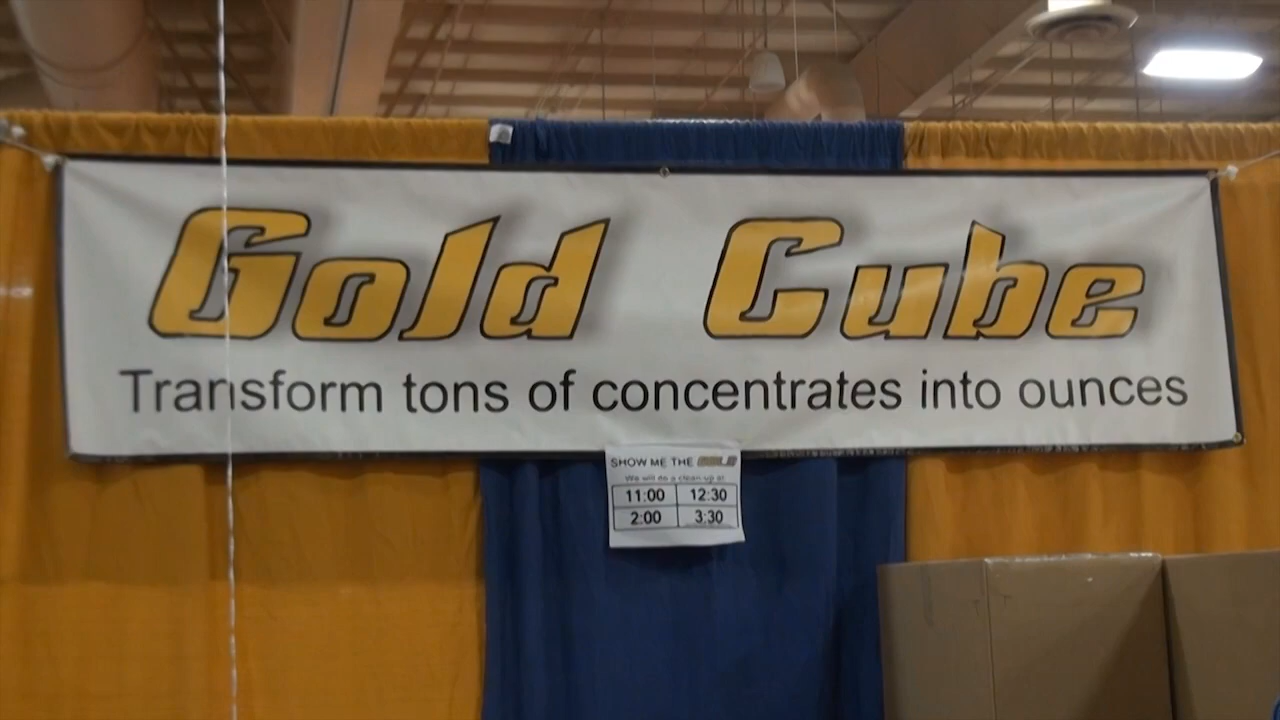 Gold Cube
Transform tons of concentrates into ounces
SHOW ME THE GOLD
We will do a clean up at
11:00 12:30
2:00 3:30